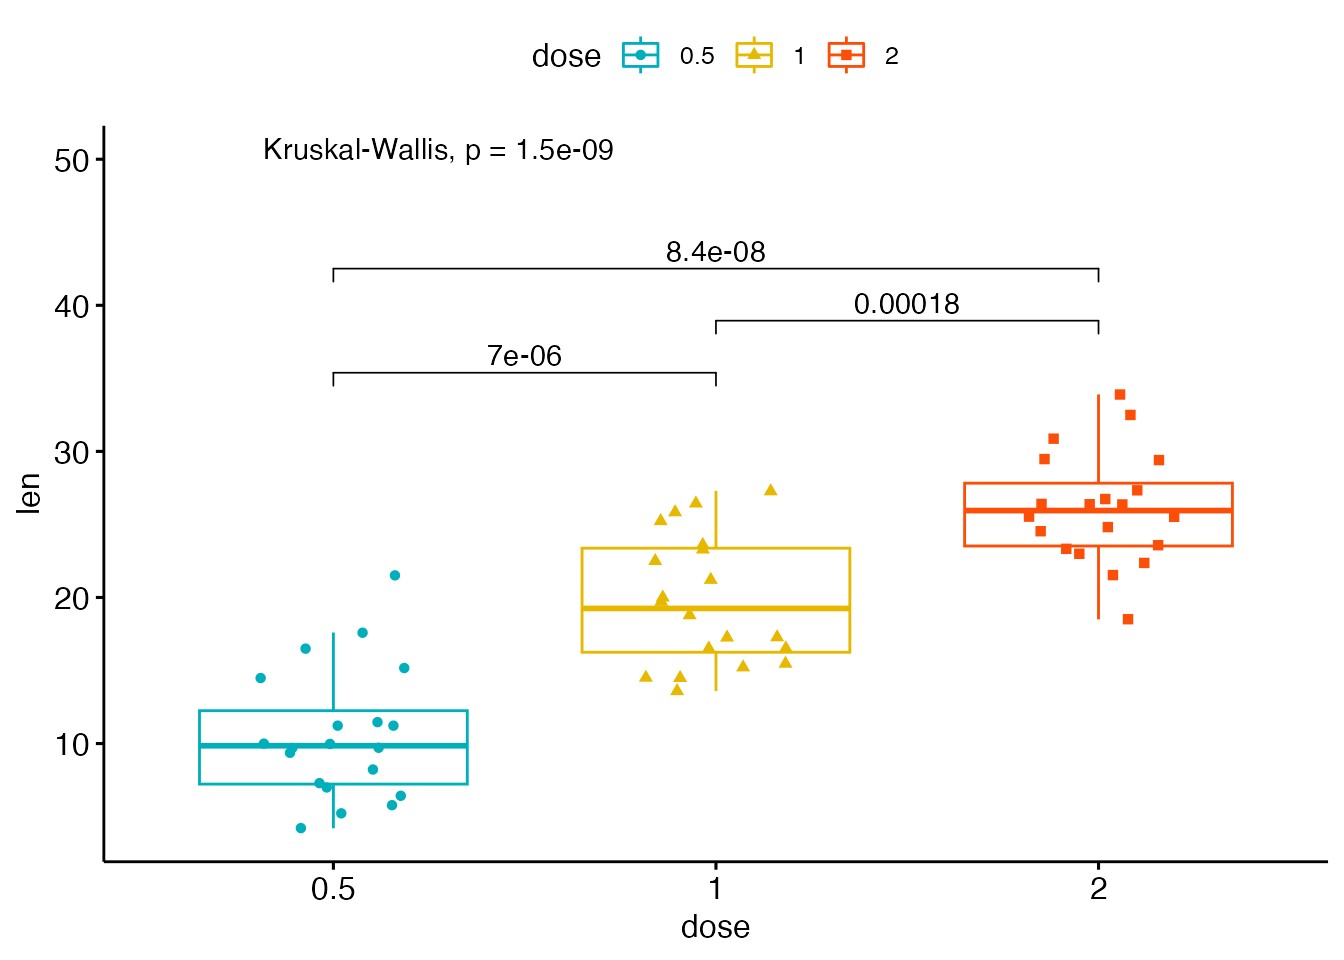 dose 0.5 1 2
Kruskal-Wallis, p = 1.5e-09
50
40
30
20
10
len
8.4e-08
0.00018
7e-06
0.5 1 2
dose